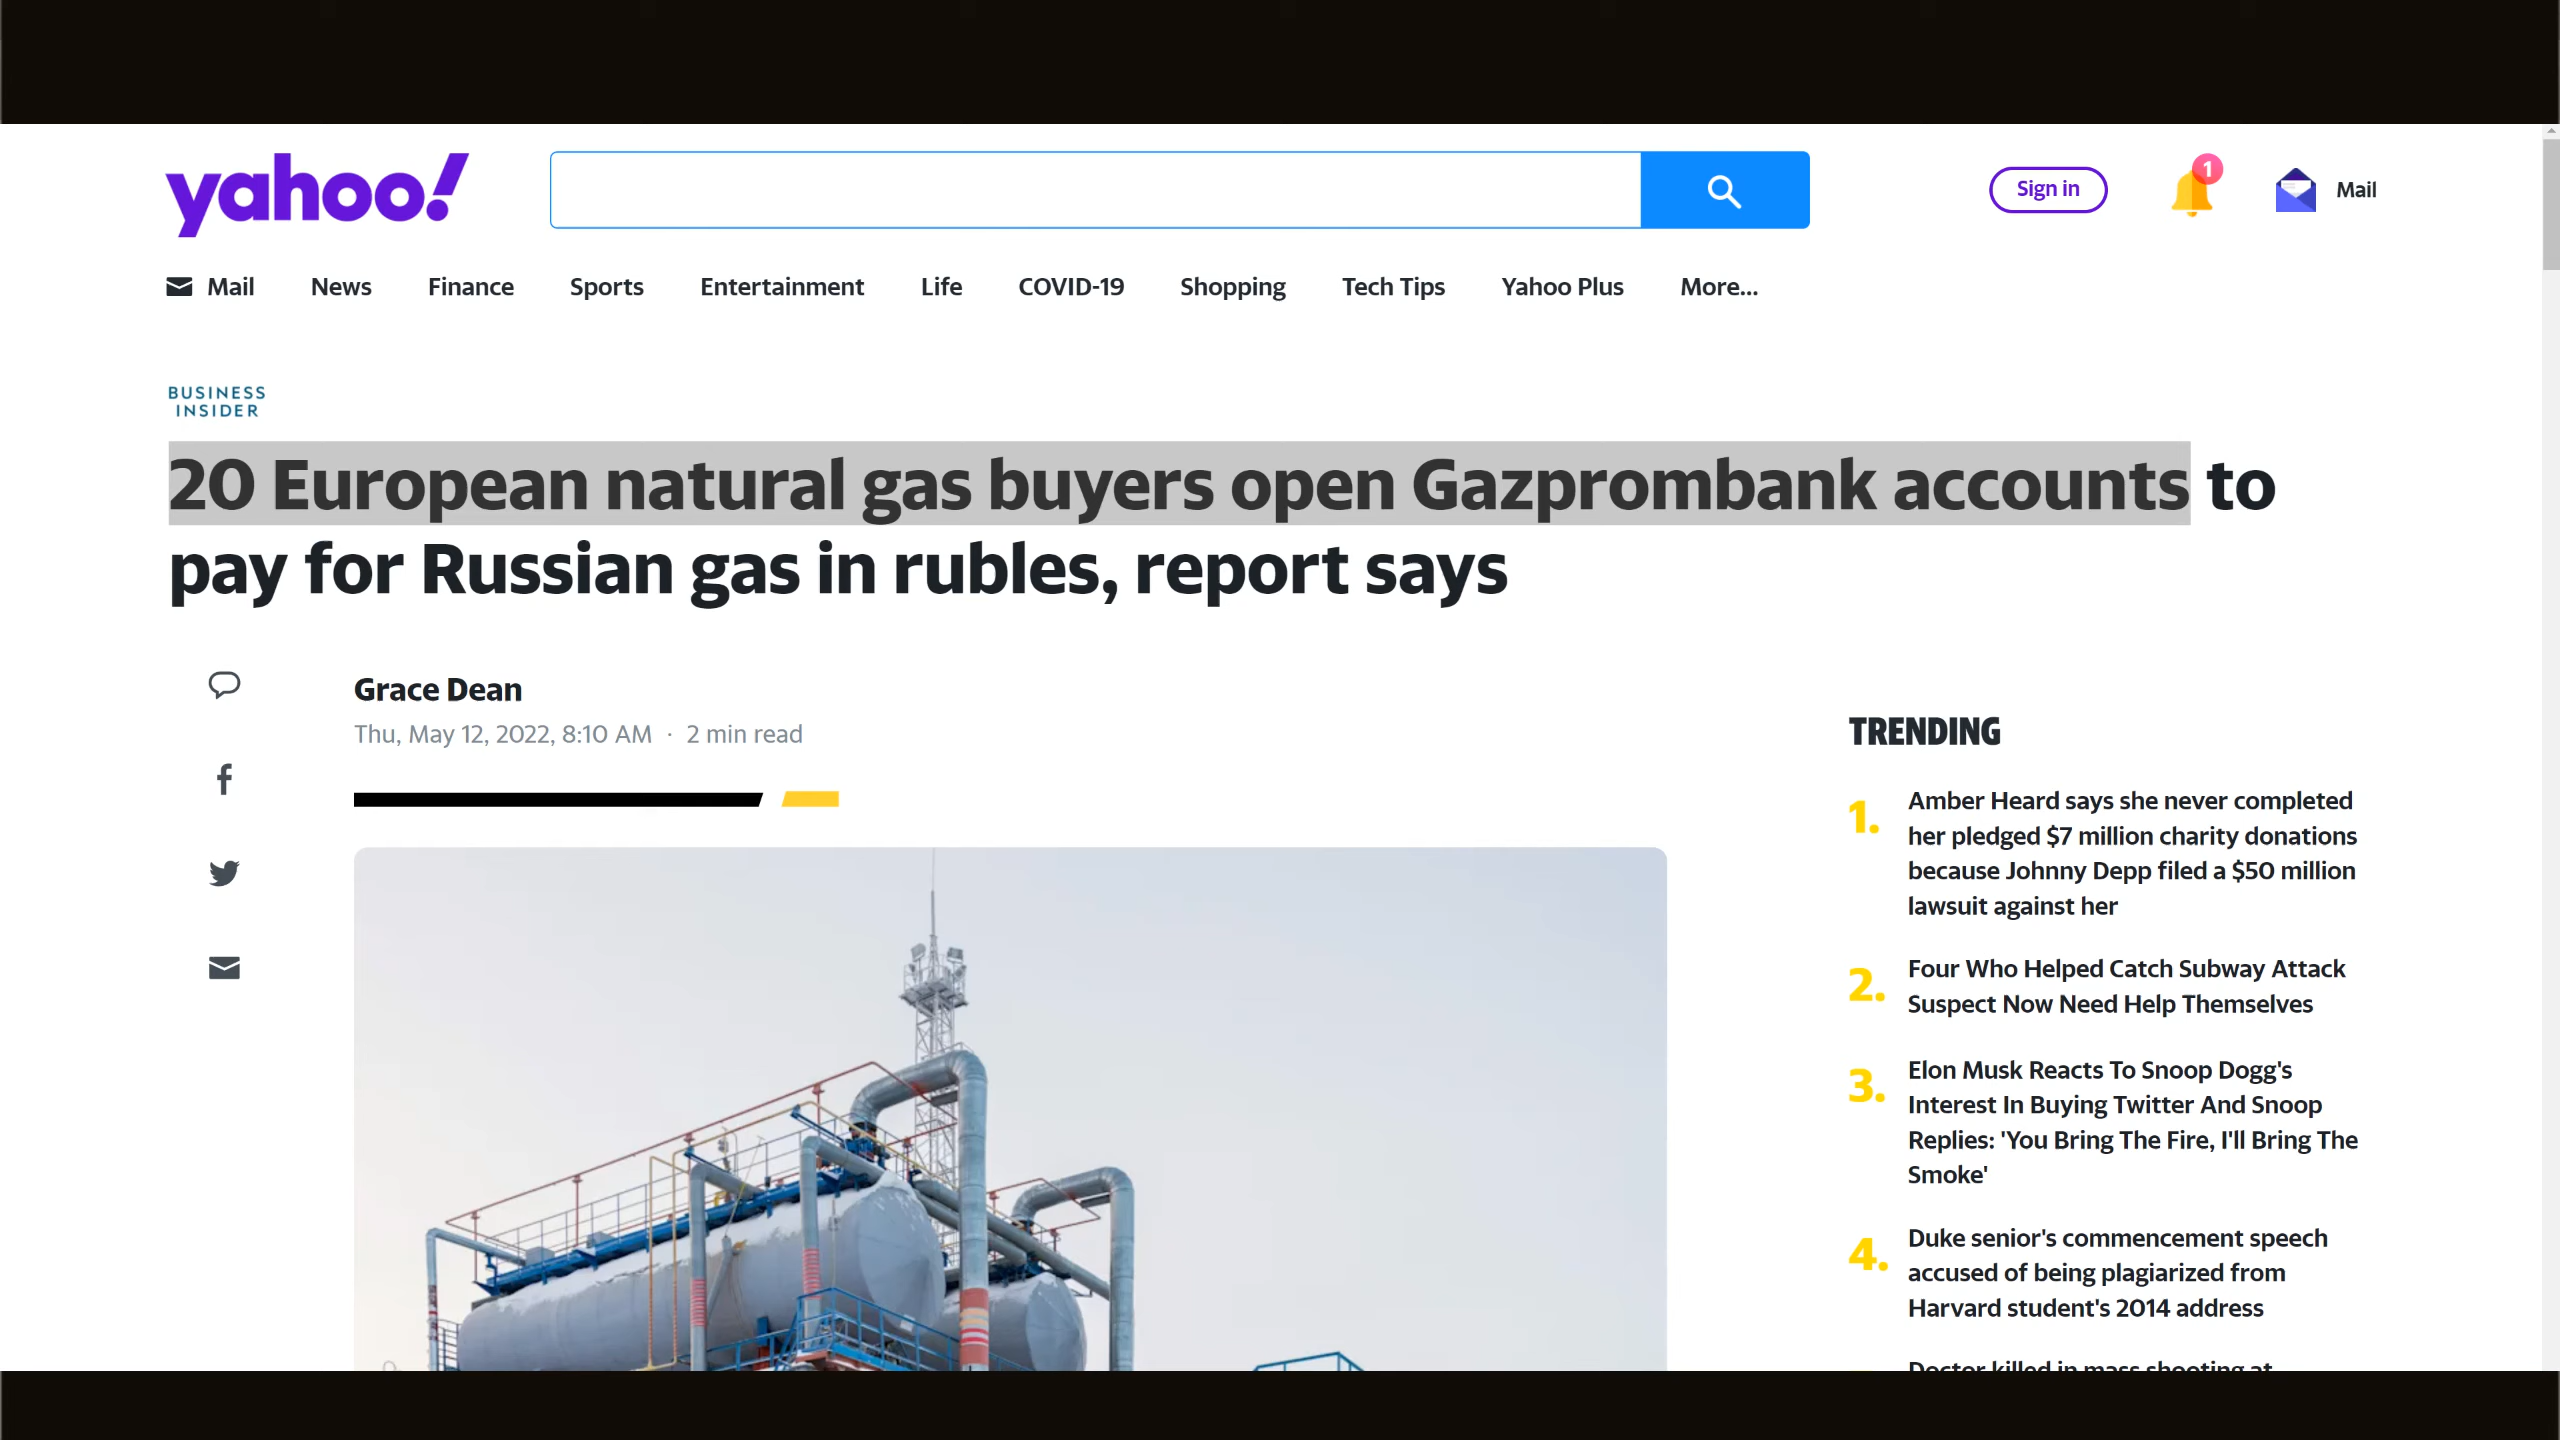 yahoo!
Sign in
1
Mail
Mail
News
Finance
Sports
Entertainment
Life
COVID-19
Shopping
Tech Tips
Yahoo Plus
More...
BUSINESS
INSIDER
20 European natural gas buyers open Gazprombank accounts to
pay for Russian gas in rubles, report says
Grace Dean
Thu, May 12, 2022, 8:10 AM · 2 min read
TRENDING
1.
Amber Heard says she never completed
her pledged $7 million charity donations
because Johnny Depp filed a $50 million
lawsuit against her
2.
Four Who Helped Catch Subway Attack
Suspect Now Need Help Themselves
3.
Elon Musk Reacts To Snoop Dogg's
Interest In Buying Twitter And Snoop
Replies: 'You Bring The Fire, I'll Bring The
Smoke'
4.
Duke senior's commencement speech
accused of being plagiarized from
Harvard student's 2014 address
Doctor killed in mass shooting at